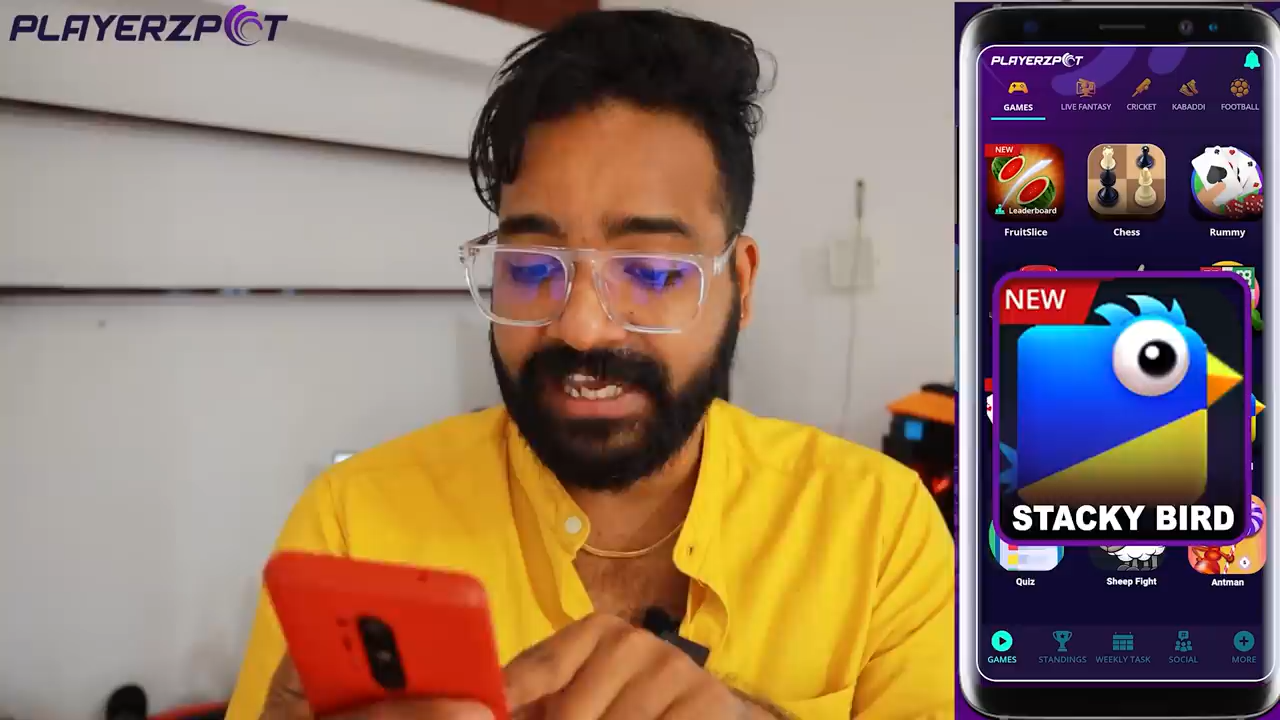 PLAYERZPOT
PLAYERZPOT
GAMES
LIVE FANTASY
CRICKET
KABADDI
FOOTBALL
NEW
Leaderboard
FruitSlice
Chess
Rummy
NEW
STACKY BIRD
Quiz
Sheep Fight
Antman
GAMES
STANDINGS
WEEKLY TASK
SOCIAL
MORE